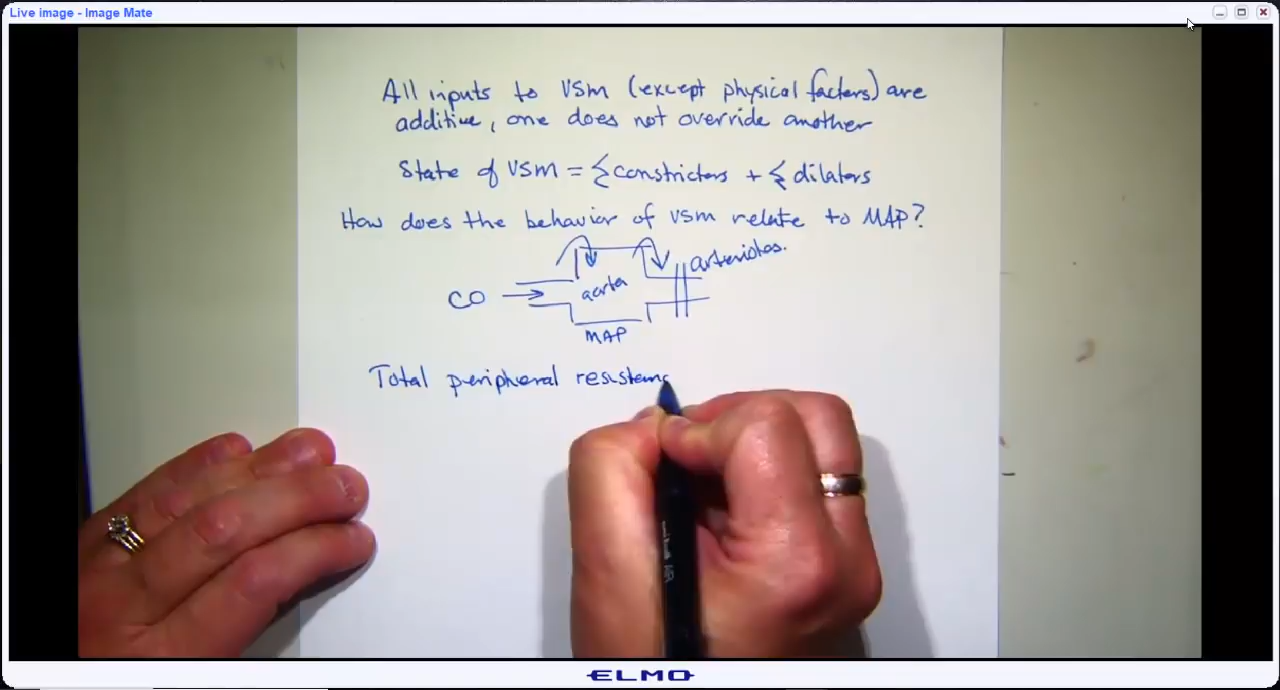 Live image - Image Mate
All inputs to VSM (except physical factors) are
additive, one does not override another
State of VSM = Σ constrictors + Σ dilators
How does the behavior of VSM relate to MAP?
arterioles.
CO → aorta
MAP
Total peripheral resistanc
ELMO